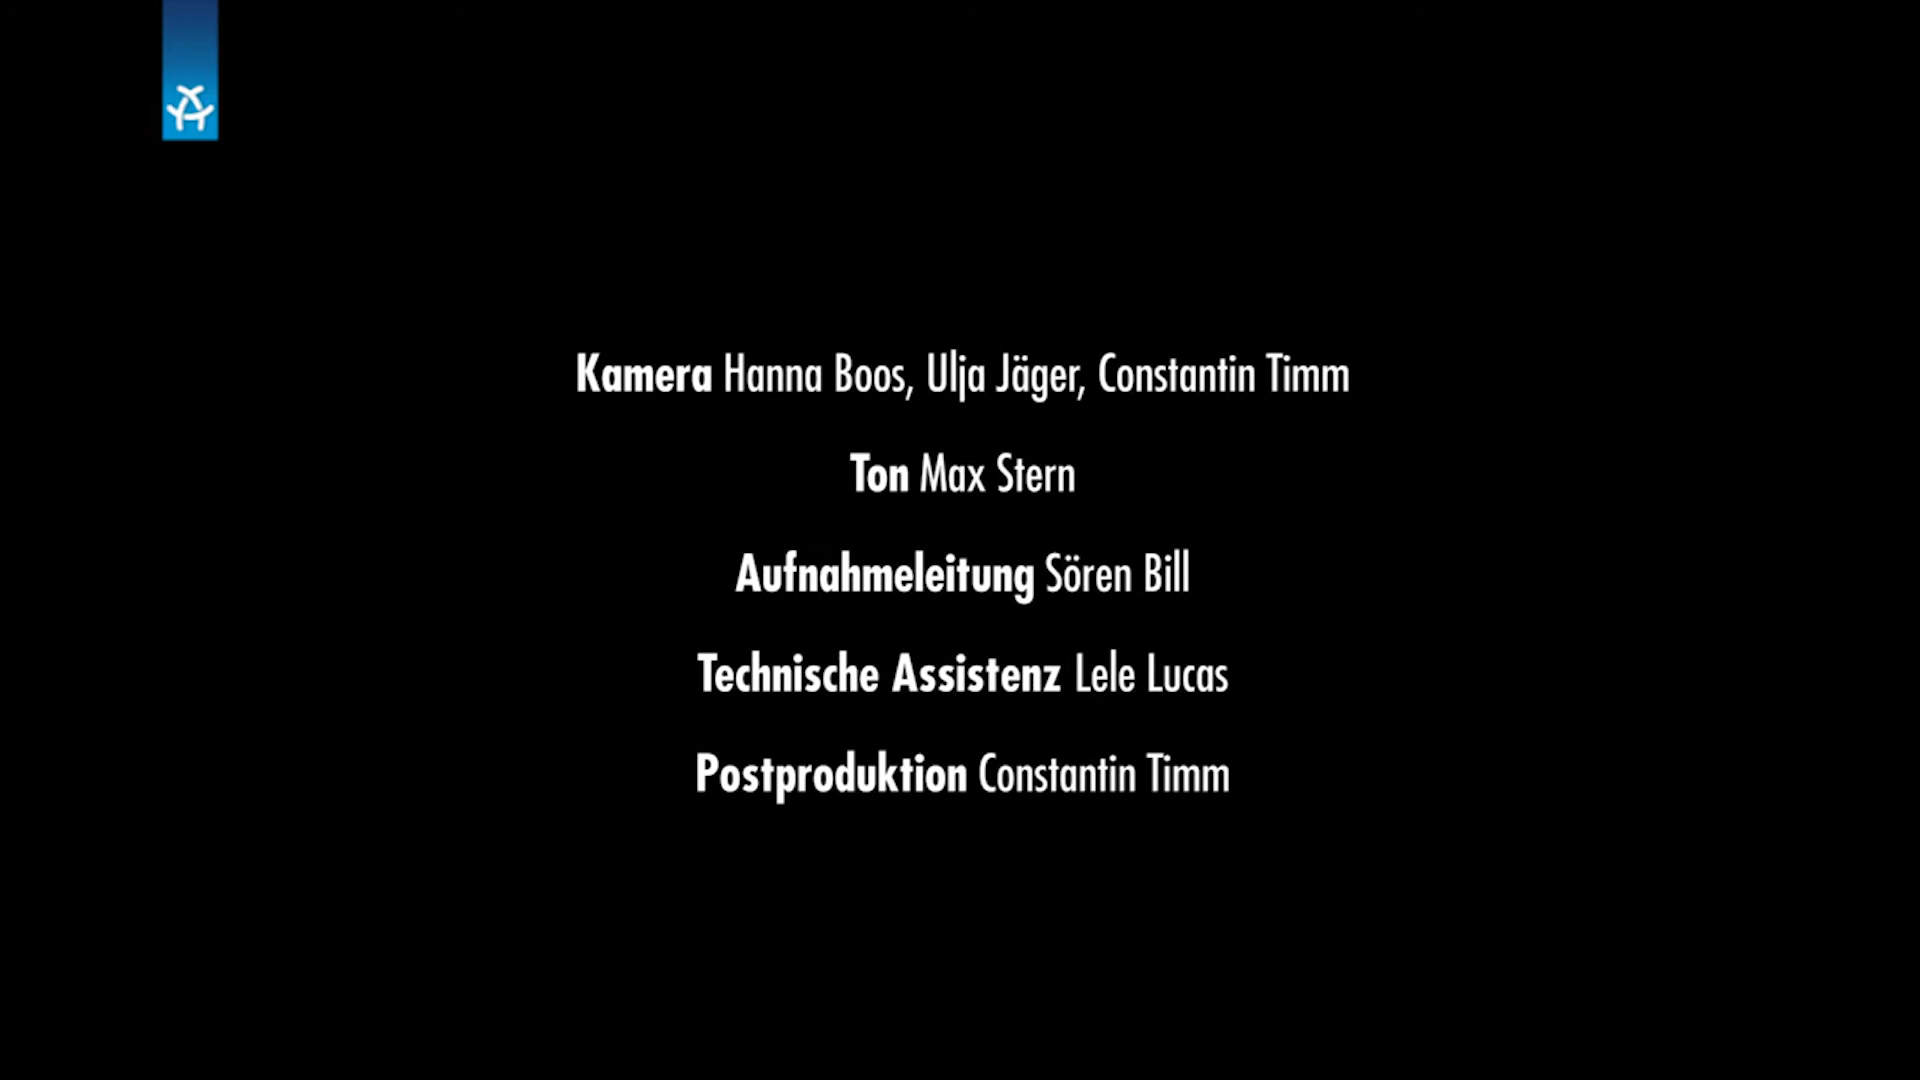 Kamera Hanna Boos, Ulja Jäger, Constantin Timm
Ton Max Stern
Aufnahmeleitung Sören Bill
Technische Assistenz Lele Lucas
Postproduktion Constantin Timm